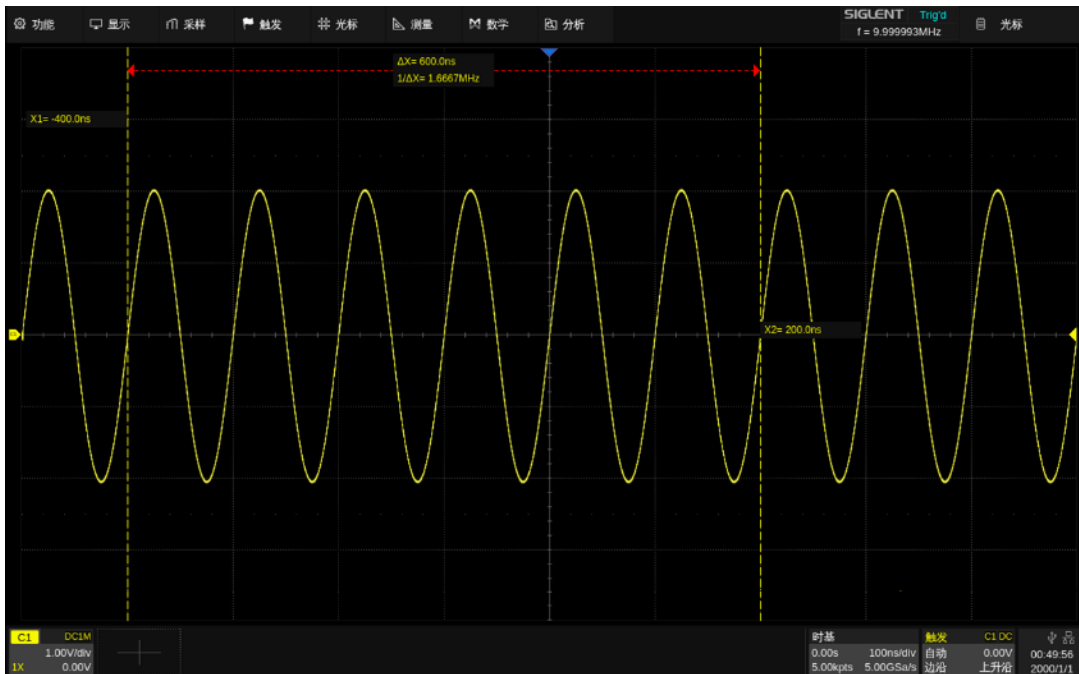 功能 显示 采样 触发 光标 测量 数学 分析 SIGLENT Trig'd 光标
f = 9.999993MHz
ΔX= 600.0ns
1/ΔX= 1.6667MHz
X1= -400.0ns
X2= 200.0ns
C1 DC1M 时基 触发 C1 DC
1.00V/div 0.00s 100ns/div 自动 0.00V 00:49:56
1X 0.00V 5.00kpts 5.00GSa/s 边沿 上升沿 2000/1/1